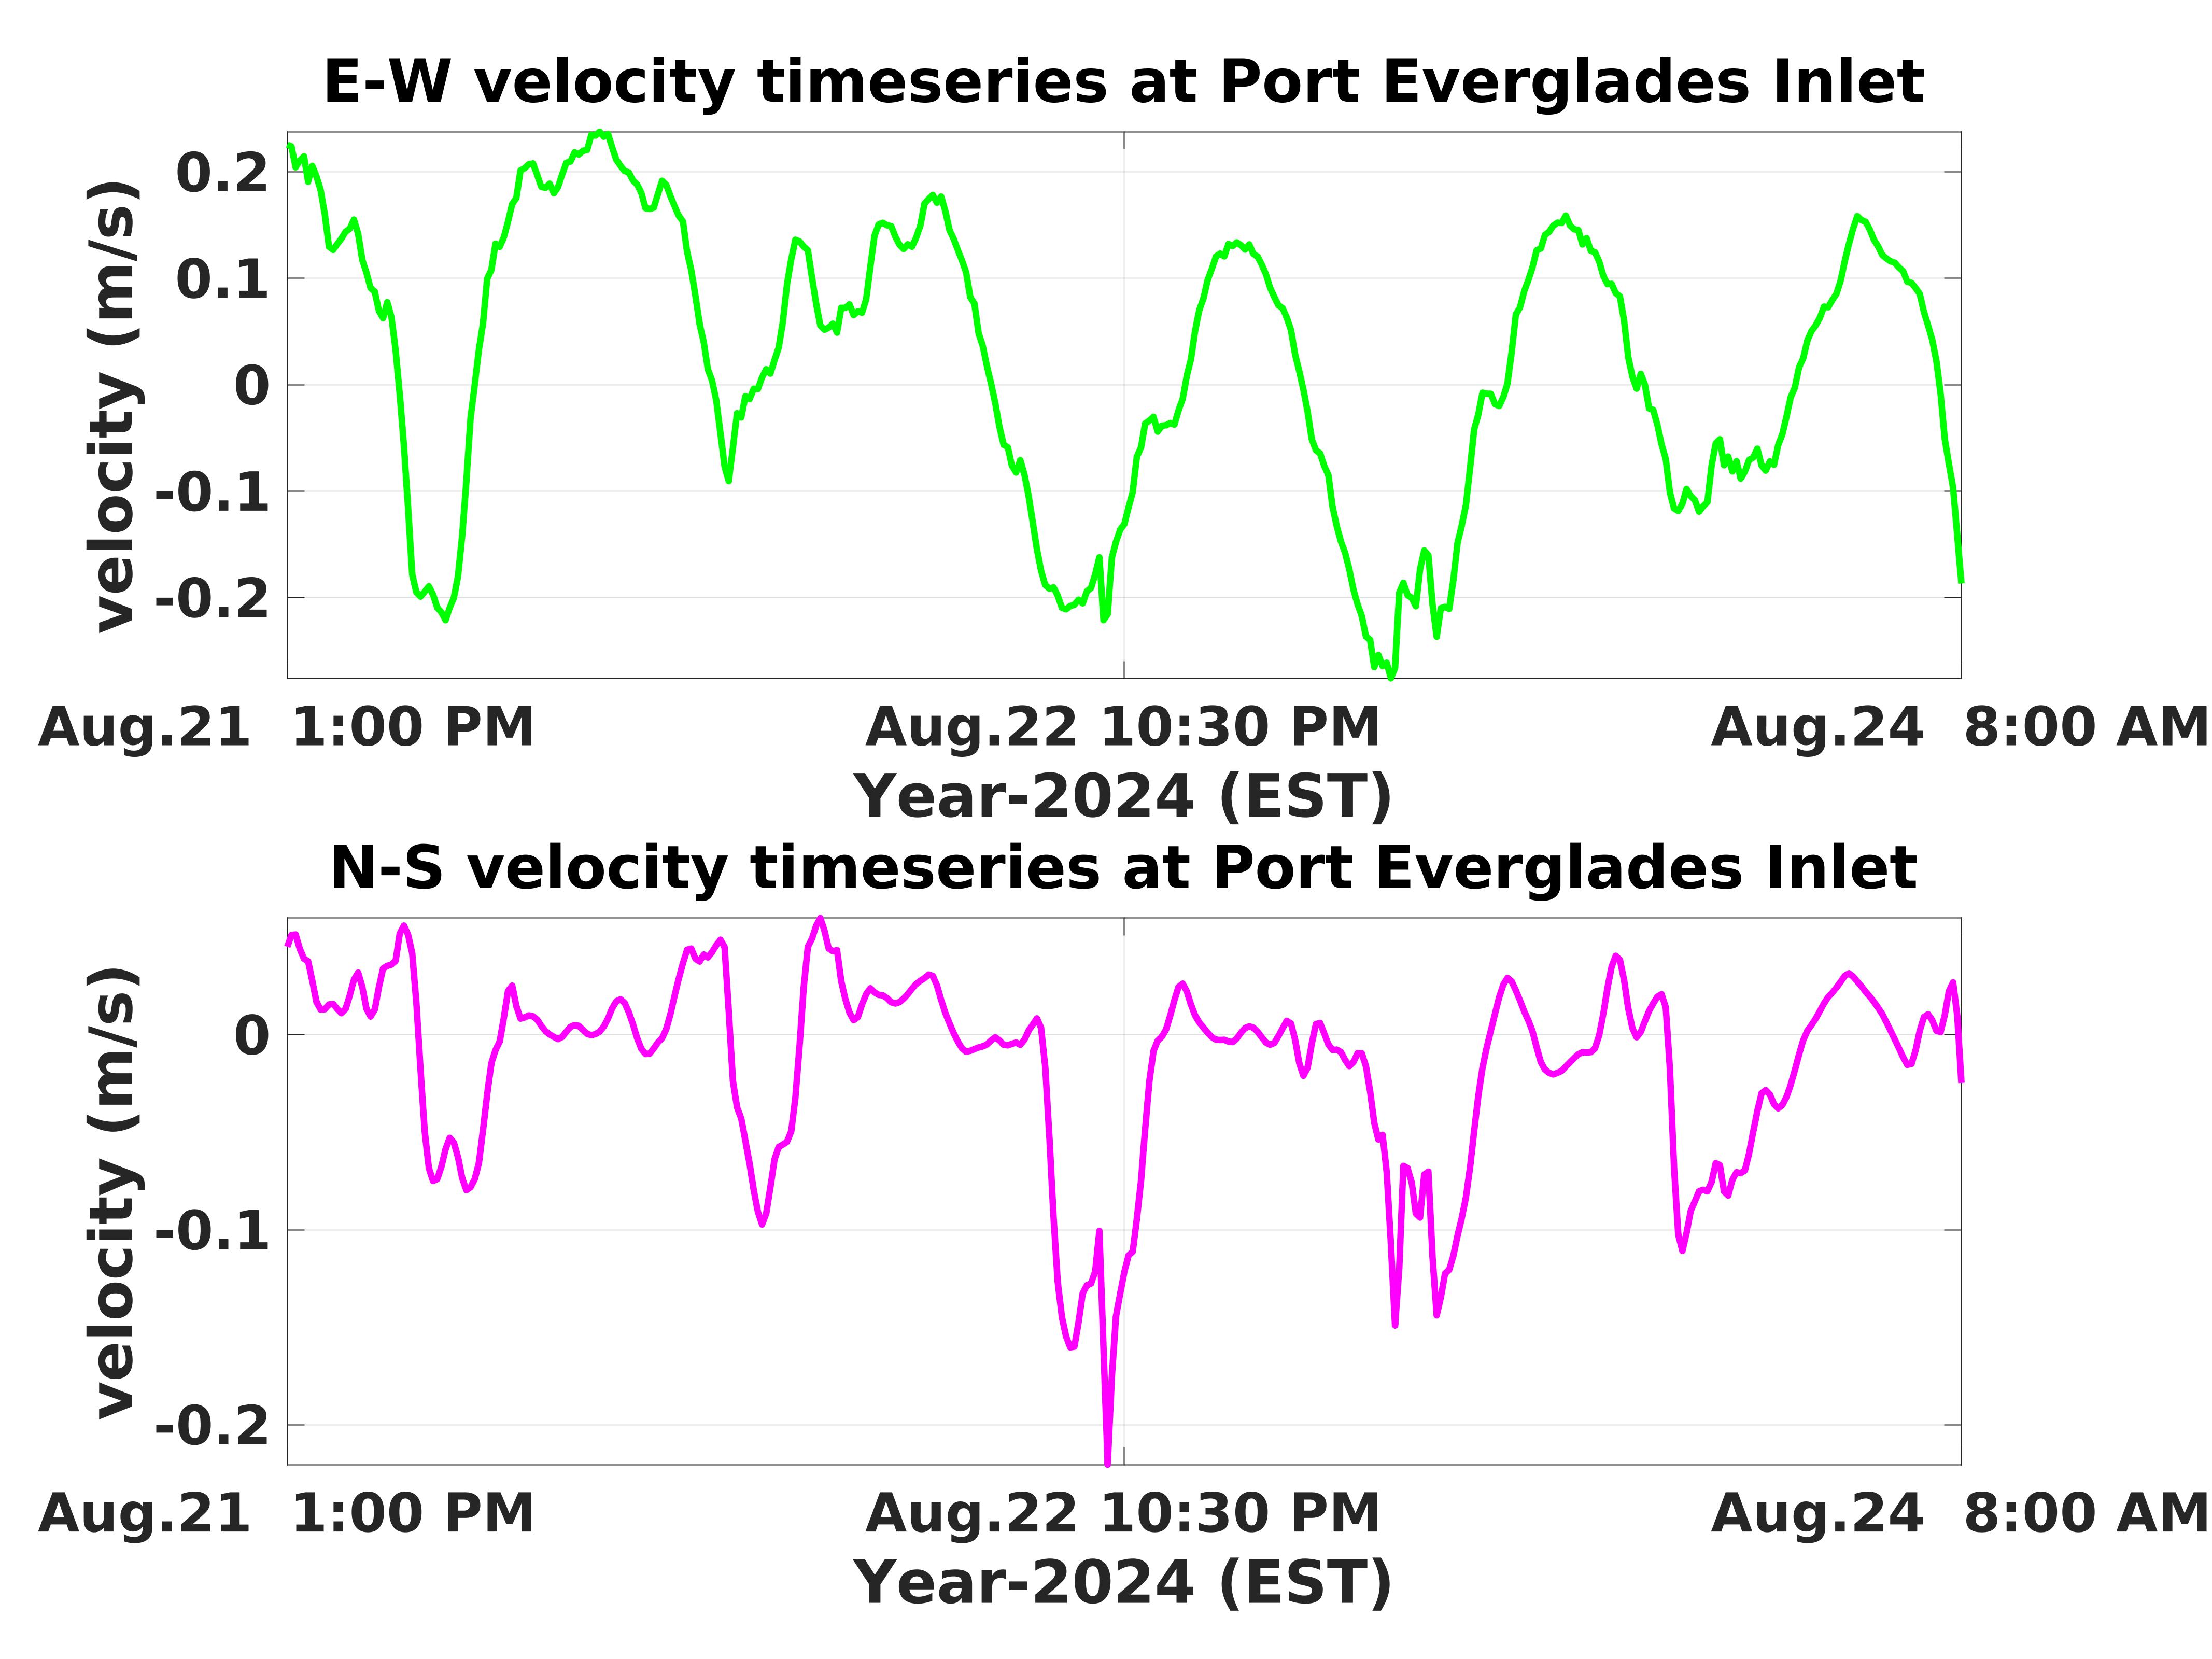 E-W velocity timeseries at Port Everglades Inlet
velocity (m/s)
0.2
0.1
0
-0.1
-0.2
Aug.21  1:00 PM
Aug.22 10:30 PM
Aug.24  8:00 AM
Year-2024 (EST)
N-S velocity timeseries at Port Everglades Inlet
velocity (m/s)
0
-0.1
-0.2
Aug.21  1:00 PM
Aug.22 10:30 PM
Aug.24  8:00 AM
Year-2024 (EST)